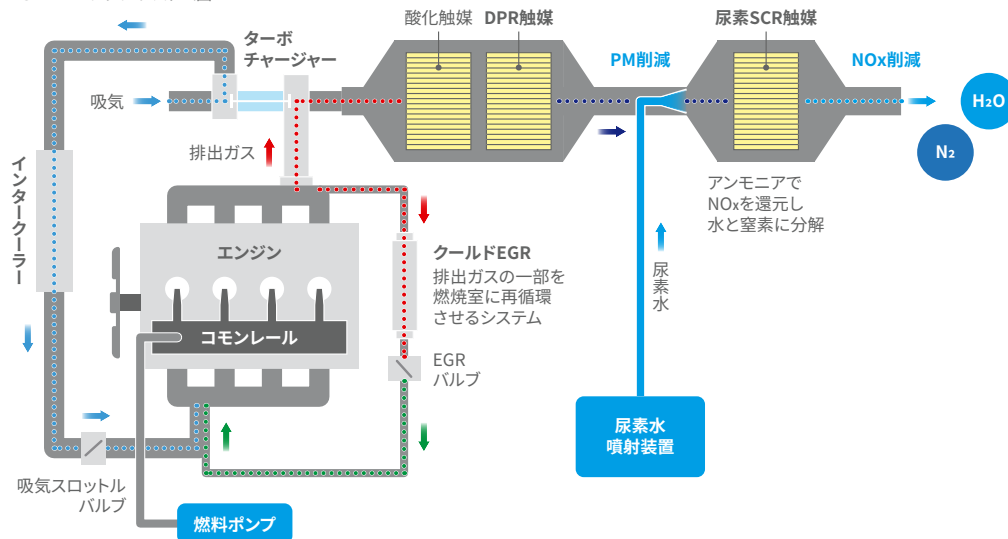 酸化触媒
DPR触媒
尿素SCR触媒
ターボ
チャージャー
PM削減
NOx削減
吸気
H₂O
N₂
排出ガス
インタークーラー
アンモニアで
NOxを還元し
水と窒素に分解
エンジン
クールドEGR
排出ガスの一部を
燃焼室に再循環
させるシステム
尿素水
コモンレール
EGR
バルブ
尿素水
噴射装置
吸気スロットル
バルブ
燃料ポンプ